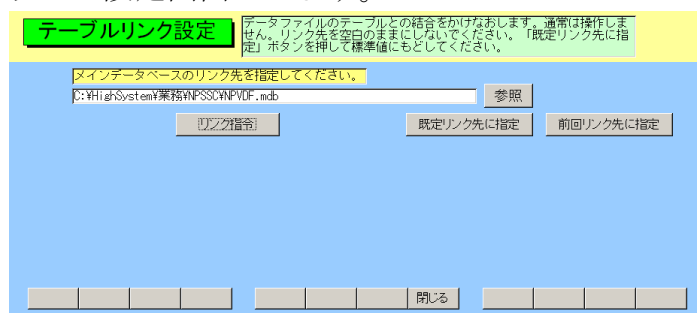 テーブルリンク設定
データファイルのテーブルとの結合をかけなおします。通常は操作しま
せん。リンク先を空白のままにしないでください。「既定リンク先に指
定」ボタンを押して標準値にもどしてください。
メインデータベースのリンク先を指定してください。
C:¥HighSystem¥業務¥NPSSC¥NPVDF.mdb
参照
リンク指令
既定リンク先に指定
前回リンク先に指定
閉じる